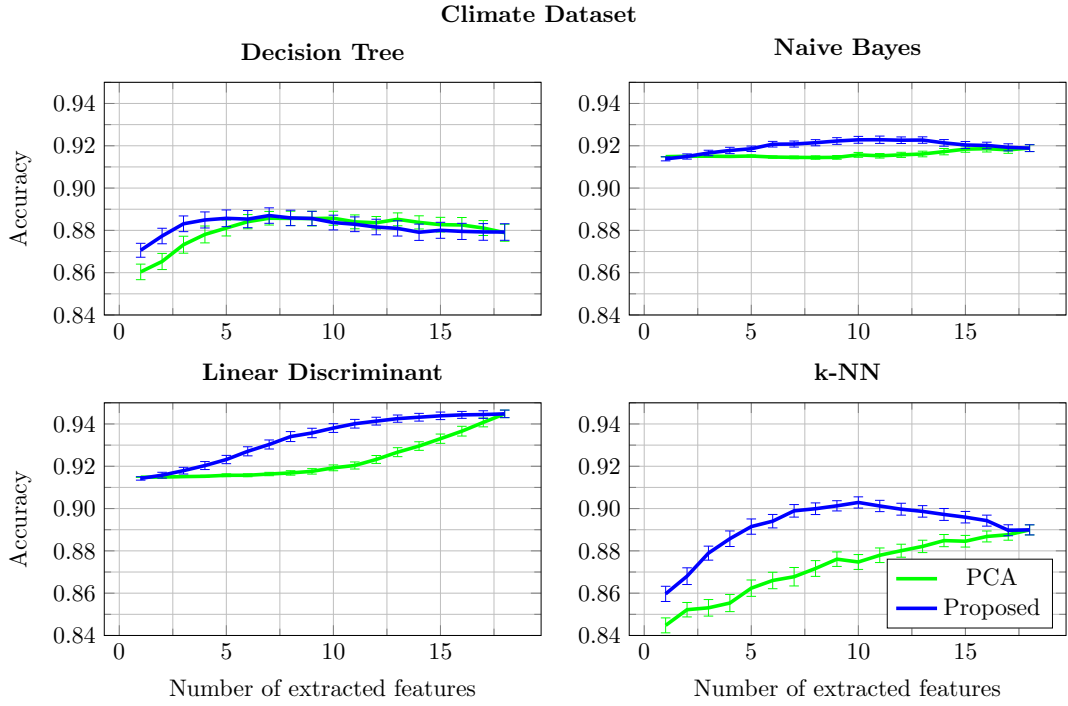 Climate Dataset
Decision Tree
Naive Bayes
0.94
0.92
0.90
0.88
0.86
0.84
Accuracy
0 5 10 15
0.94
0.92
0.90
0.88
0.86
0.84
0 5 10 15
Linear Discriminant
k-NN
0.94
0.92
0.90
0.88
0.86
0.84
Accuracy
0 5 10 15
Number of extracted features
0.94
0.92
0.90
0.88
0.86
0.84
0 5 10 15
Number of extracted features
PCA
Proposed